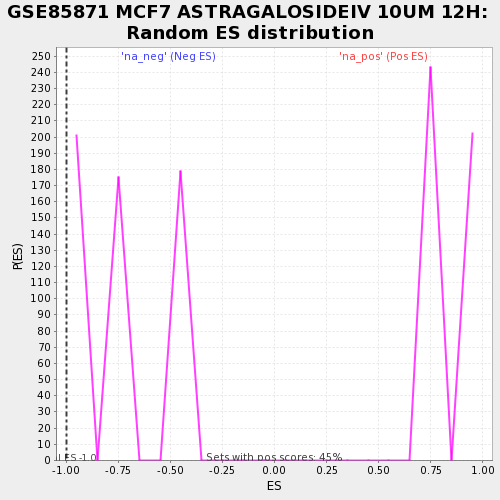 GSE85871 MCF7 ASTRAGALOSIDEIV 10UM 12H:
Random ES distribution
'na_neg' (Neg ES)
'na_pos' (Pos ES)
250
240
230
220
210
200
190
180
170
160
150
140
130
120
110
100
90
80
70
60
50
40
30
20
10
0
P(ES)
ES -1.0
Sets with pos scores: 45%
-1.00 -0.75 -0.50 -0.25 0.00 0.25 0.50 0.75 1.00
ES